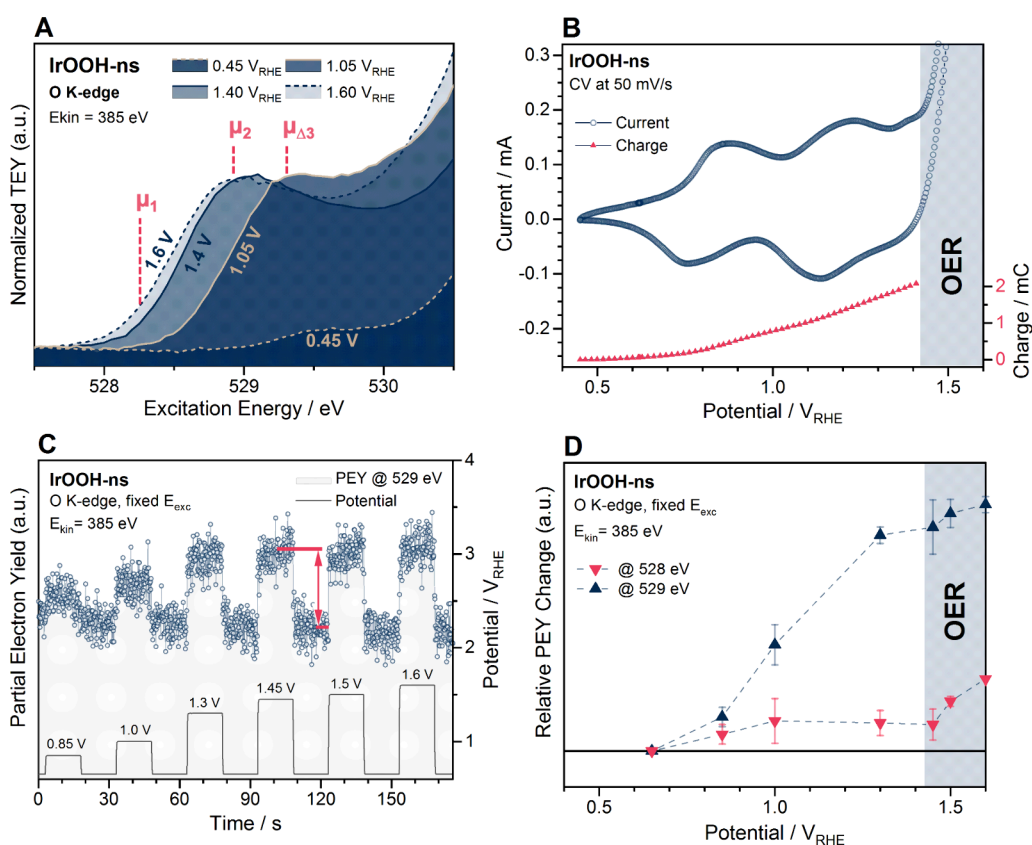 A
IrOOH-ns
O K-edge
Ekin = 385 eV
0.45 VRHE
1.05 VRHE
1.40 VRHE
1.60 VRHE
μ1
μ2
μΔ3
1.6 V
1.4 V
1.05 V
0.45 V
Normalized TEY (a.u.)
528
529
530
Excitation Energy / eV
B
IrOOH-ns
CV at 50 mV/s
Current
Charge
OER
Current / mA
0.3
0.2
0.1
0.0
-0.1
-0.2
2
1
0
Charge / mC
0.5
1.0
1.5
Potential / VRHE
C
IrOOH-ns
O K-edge, fixed Eexc
Ekin= 385 eV
PEY @ 529 eV
Potential
Partial Electron Yield (a.u.)
0.85 V
1.0 V
1.3 V
1.45 V
1.5 V
1.6 V
4
3
2
1
Potential / VRHE
0
30
60
90
120
150
Time / s
D
IrOOH-ns
O K-edge, fixed Eexc
Ekin= 385 eV
@ 528 eV
@ 529 eV
OER
Relative PEY Change (a.u.)
0.5
1.0
1.5
Potential / VRHE